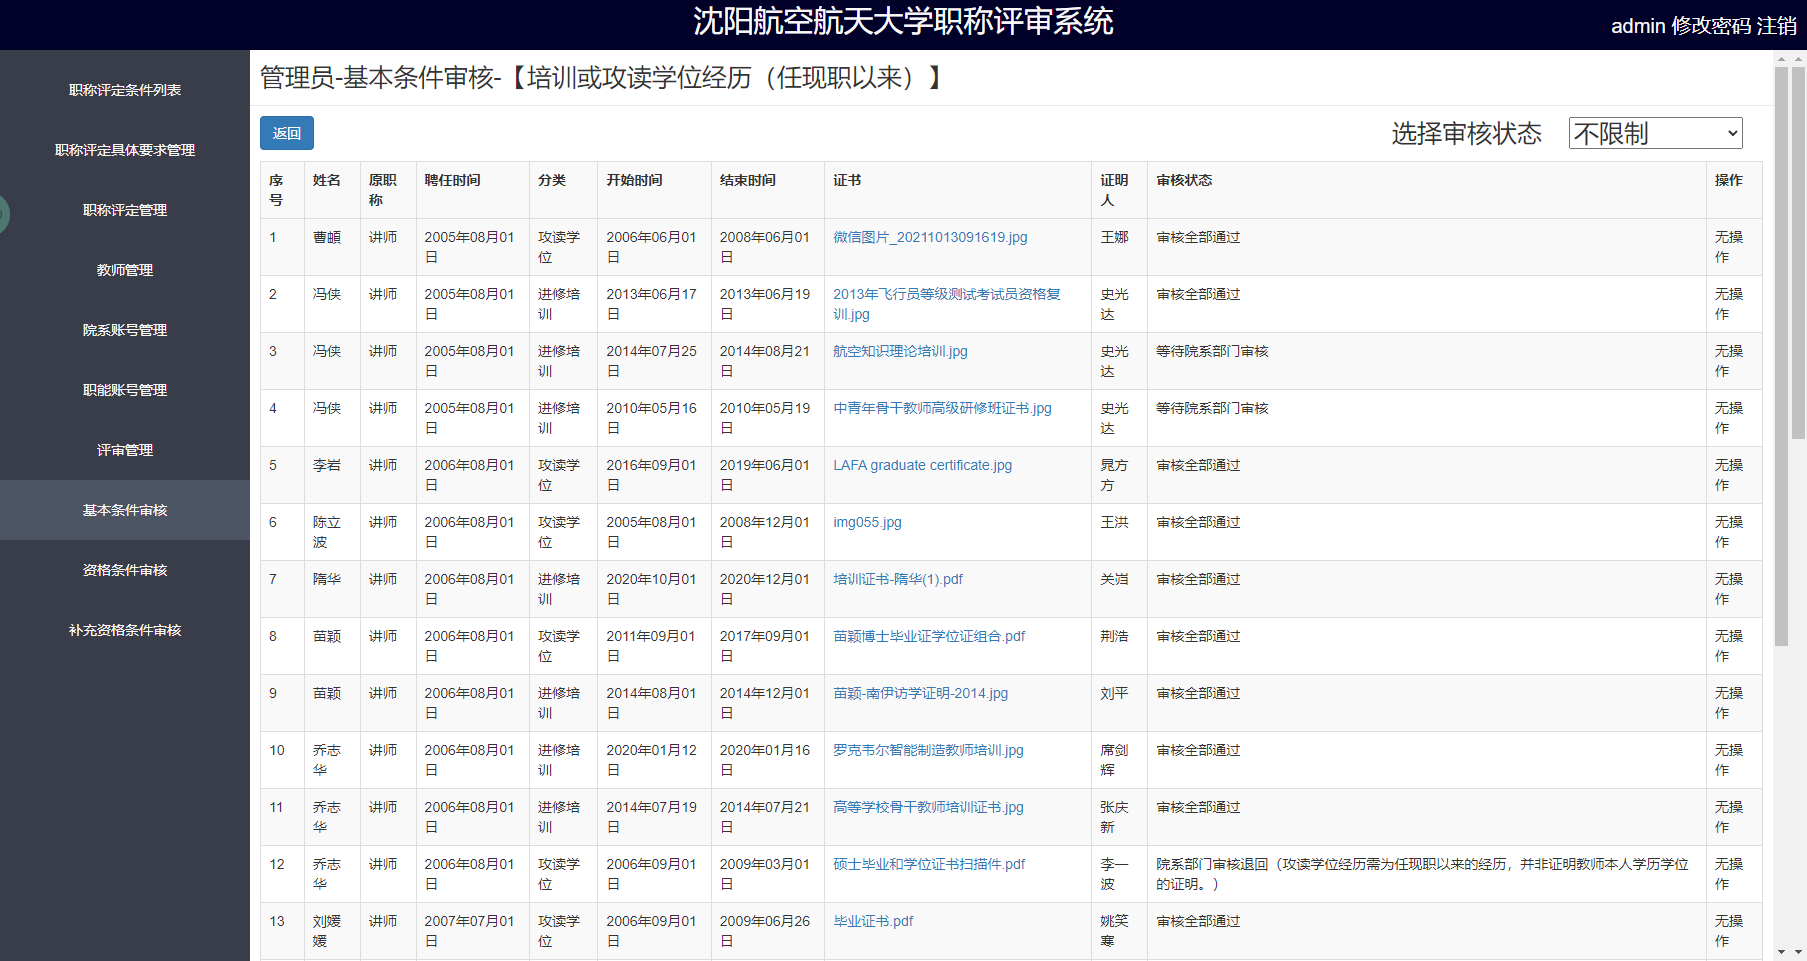 沈阳航空航天大学职称评审系统
admin 修改密码 注销
职称评定条件列表
职称评定具体要求管理
职称评定管理
教师管理
院系账号管理
职能账号管理
评审管理
基本条件审核
资格条件审核
补充资格条件审核
管理员-基本条件审核-【培训或攻读学位经历（任现职以来）】
返回 选择审核状态 不限制
序号 姓名 原职称 聘任时间 分类 开始时间 结束时间 证书 证明人 审核状态 操作
1 曹頔 讲师 2005年08月01日 攻读学位 2006年06月01日 2008年06月01日 微信图片_20211013091619.jpg 王娜 审核全部通过 无操作
2 冯侠 讲师 2005年08月01日 进修培训 2013年06月17日 2013年06月19日 2013年飞行员等级测试考试员资格复训.jpg 史光达 审核全部通过 无操作
3 冯侠 讲师 2005年08月01日 进修培训 2014年07月25日 2014年08月21日 航空知识理论培训.jpg 史光达 等待院系部门审核 无操作
4 冯侠 讲师 2005年08月01日 进修培训 2010年05月16日 2010年05月19日 中青年骨干教师高级研修班证书.jpg 史光达 等待院系部门审核 无操作
5 李岩 讲师 2006年08月01日 攻读学位 2016年09月01日 2019年06月01日 LAFA graduate certificate.jpg 晁方方 审核全部通过 无操作
6 陈立波 讲师 2006年08月01日 攻读学位 2005年08月01日 2008年12月01日 img055.jpg 王洪 审核全部通过 无操作
7 隋华 讲师 2006年08月01日 进修培训 2020年10月01日 2020年12月01日 培训证书-隋华(1).pdf 关岿 审核全部通过 无操作
8 苗颖 讲师 2006年08月01日 攻读学位 2011年09月01日 2017年09月01日 苗颖博士毕业证学位证组合.pdf 荆浩 审核全部通过 无操作
9 苗颖 讲师 2006年08月01日 进修培训 2014年08月01日 2014年12月01日 苗颖-南伊访学证明-2014.jpg 刘平 审核全部通过 无操作
10 乔志华 讲师 2006年08月01日 进修培训 2020年01月12日 2020年01月16日 罗克韦尔智能制造教师培训.jpg 席剑辉 审核全部通过 无操作
11 乔志华 讲师 2006年08月01日 进修培训 2014年07月19日 2014年07月21日 高等学校骨干教师培训证书.jpg 张庆新 审核全部通过 无操作
12 乔志华 讲师 2006年08月01日 攻读学位 2006年09月01日 2009年03月01日 硕士毕业和学位证书扫描件.pdf 李一波 院系部门审核退回（攻读学位经历需为任现职以来的经历，并非证明教师本人学历学位的证明。） 无操作
13 刘媛媛 讲师 2007年07月01日 攻读学位 2006年09月01日 2009年06月26日 毕业证书.pdf 姚笑寒 审核全部通过 无操作